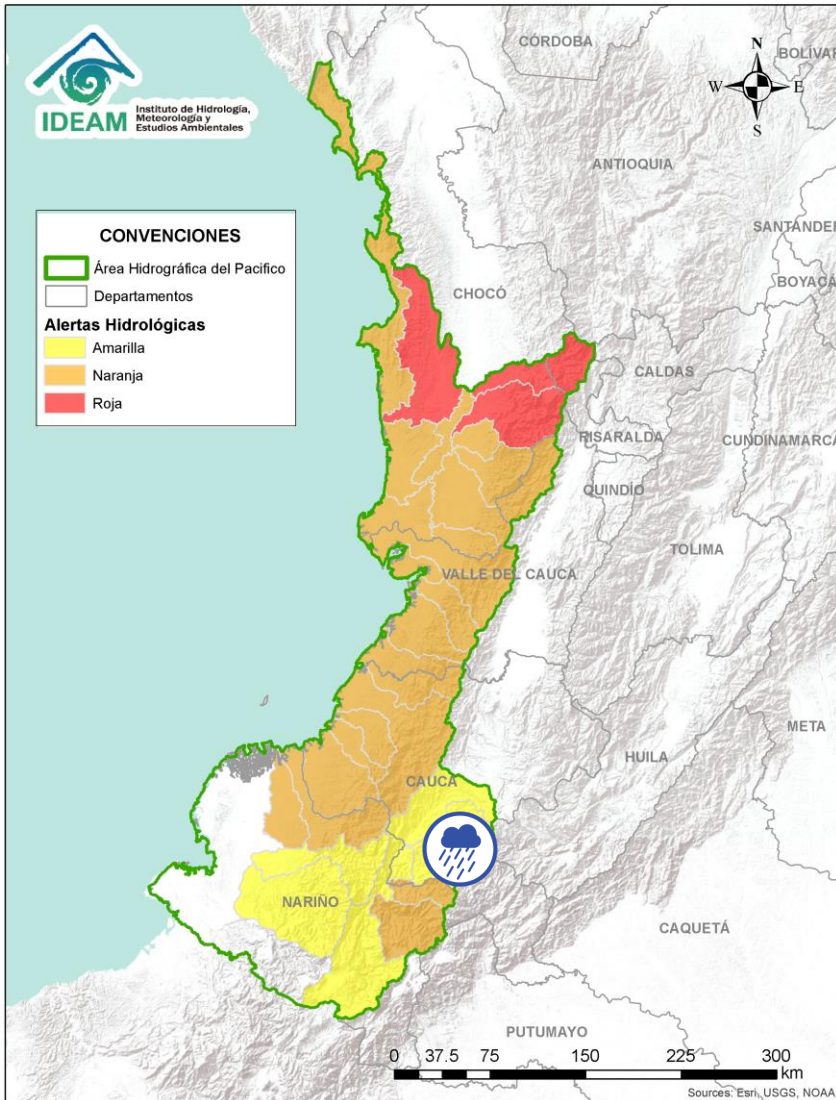 IDEAM
Instituto de Hidrología,
Meteorología y
Estudios Ambientales
CÓRDOBA
BOLÍVAR
N
W
E
S
ANTIOQUIA
SANTANDER
BOYACÁ
CONVENCIONES
Área Hidrográfica del Pacifico
Departamentos
Alertas Hidrológicas
Amarilla
Naranja
Roja
CHOCÓ
CALDAS
RISARALDA
CUNDINAMARCA
QUINDÍO
TOLIMA
VALLE DEL CAUCA
META
HUILA
CAUCA
NARIÑO
CAQUETÁ
PUTUMAYO
0 37.5 75 150 225 300
km
Sources: Esri, USGS, NOAA